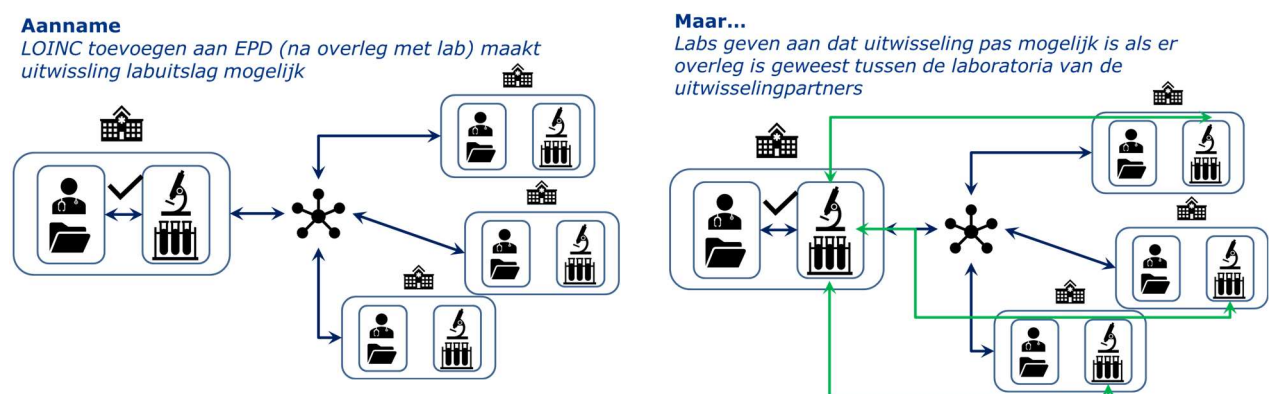 Aanname
LOINC toevoegen aan EPD (na overleg met lab) maakt
uitwissling labuitslag mogelijk
Maar...
Labs geven aan dat uitwisseling pas mogelijk is als er
overleg is geweest tussen de laboratoria van de
uitwisselingpartners